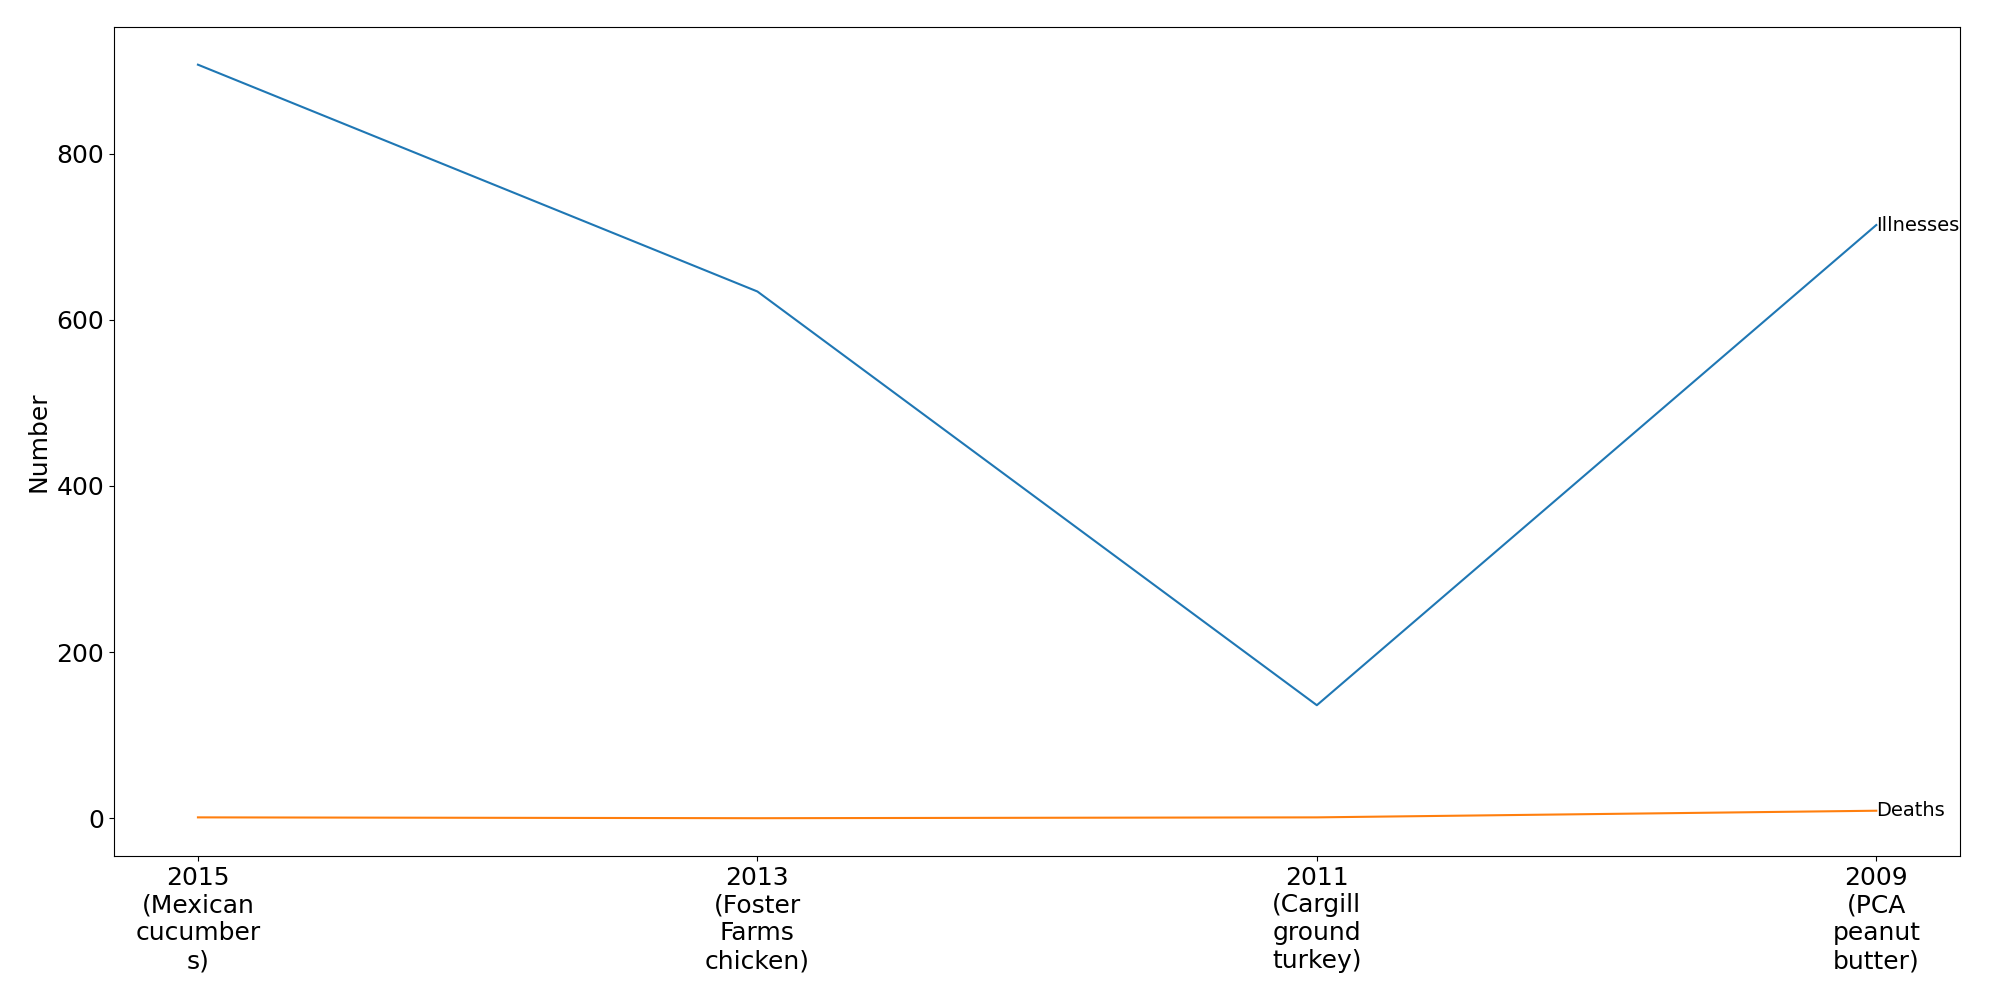 Number
800
600
400
200
0
Illnesses
Deaths
2015
(Mexican
cucumber
s)
2013
(Foster
Farms
chicken)
2011
(Cargill
ground
turkey)
2009
(PCA
peanut
butter)